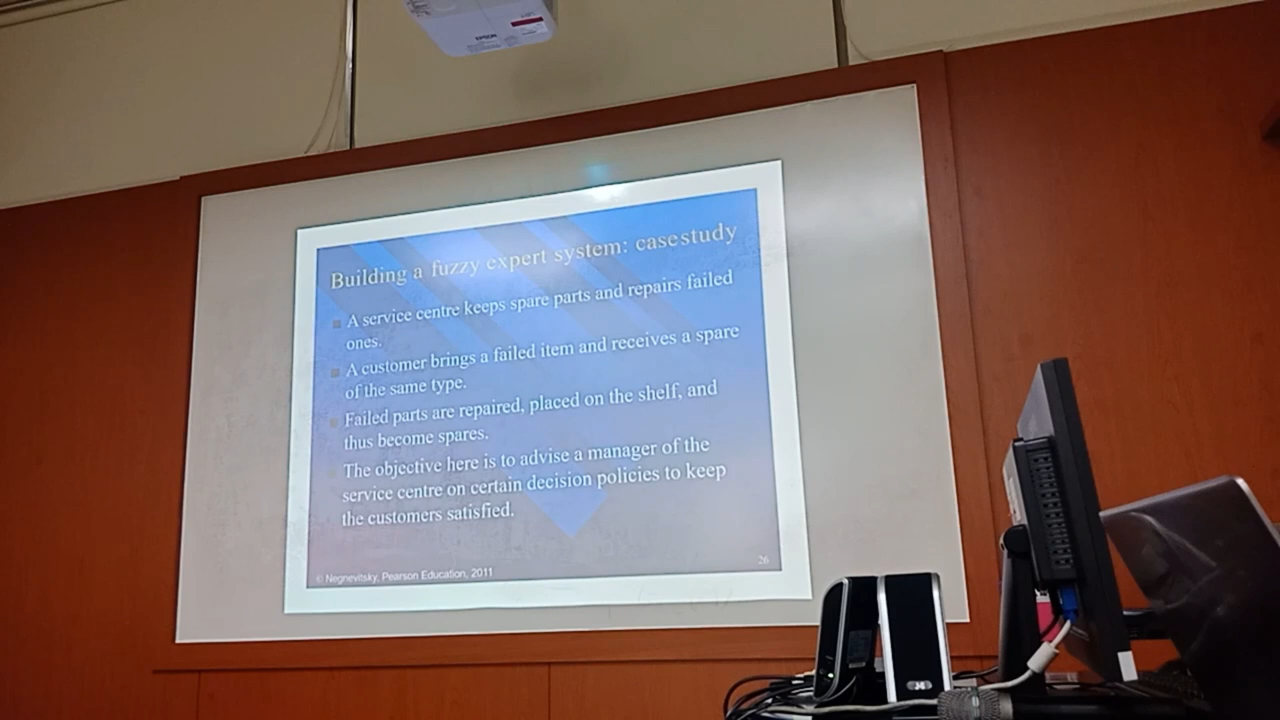 EPSON
Building a fuzzy expert system: case study
A service centre keeps spare parts and repairs failed
ones.
A customer brings a failed item and receives a spare
of the same type.
Failed parts are repaired, placed on the shelf, and
thus become spares.
The objective here is to advise a manager of the
service centre on certain decision policies to keep
the customers satisfied.
© Negnevitsky, Pearson Education, 2011
26